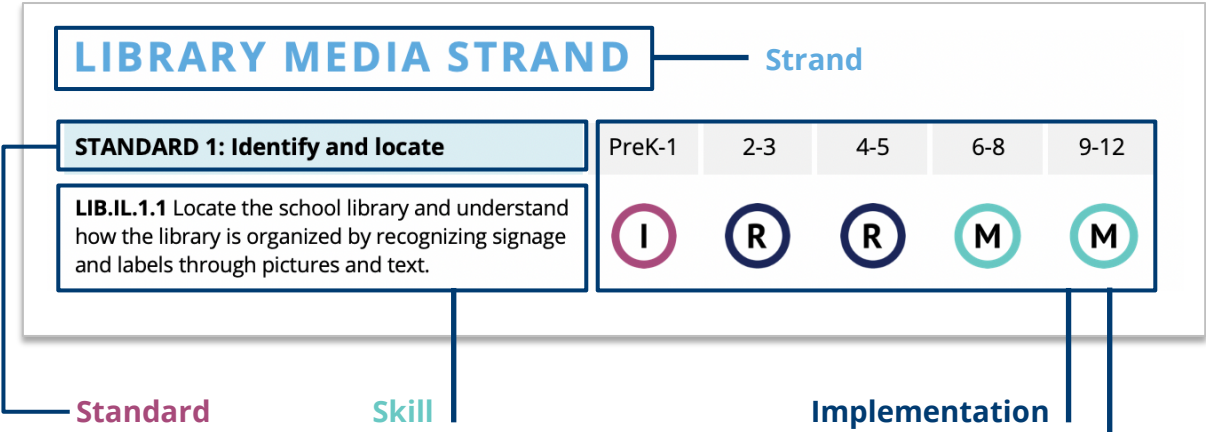 LIBRARY MEDIA STRAND
Strand
STANDARD 1: Identify and locate
PreK-1 2-3 4-5 6-8 9-12
LIB.IL.1.1 Locate the school library and understand
how the library is organized by recognizing signage
and labels through pictures and text.
I R R M M
Standard
Skill
Implementation